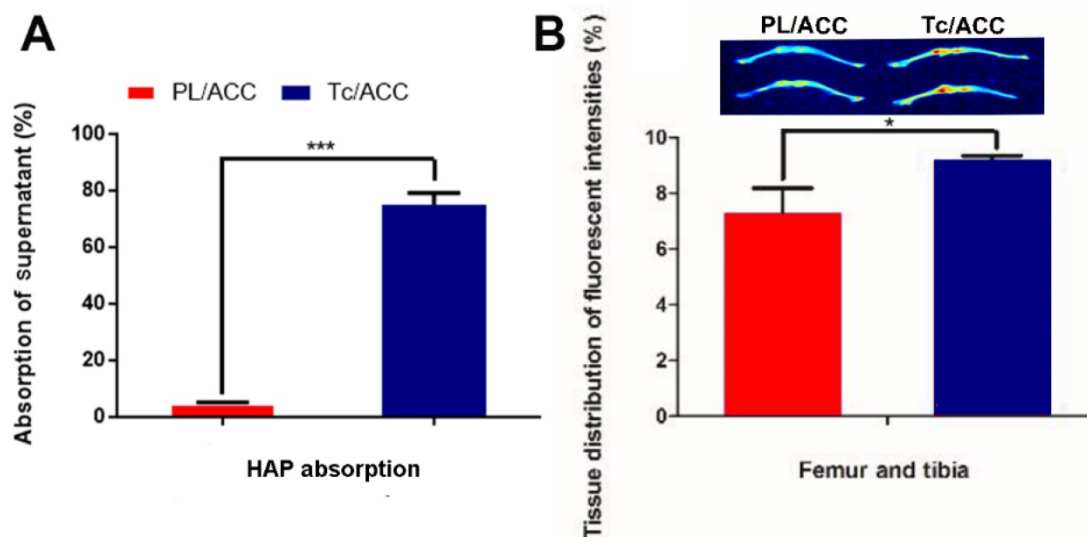 A
PL/ACC Tc/ACC
Absorption of supernatant (%)
100
80
60
40
20
0
***
HAP absorption
B
PL/ACC Tc/ACC
Tissue distribution of fluorescent intensities (%)
10
8
6
4
2
0
*
Femur and tibia